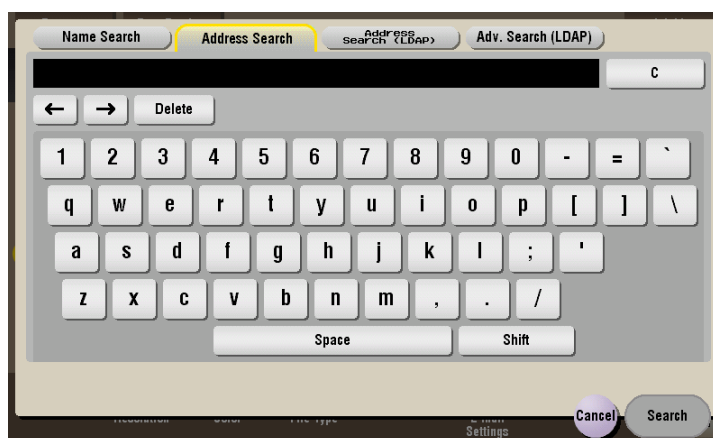 Name Search
Address Search
Address
Search (LDAP)
Adv. Search (LDAP)
C
← → Delete
1 2 3 4 5 6 7 8 9 0 - = `
q w e r t y u i o p [ ] \
a s d f g h j k l ; '
z x c v b n m , . /
Space Shift
Cancel Search
Settings